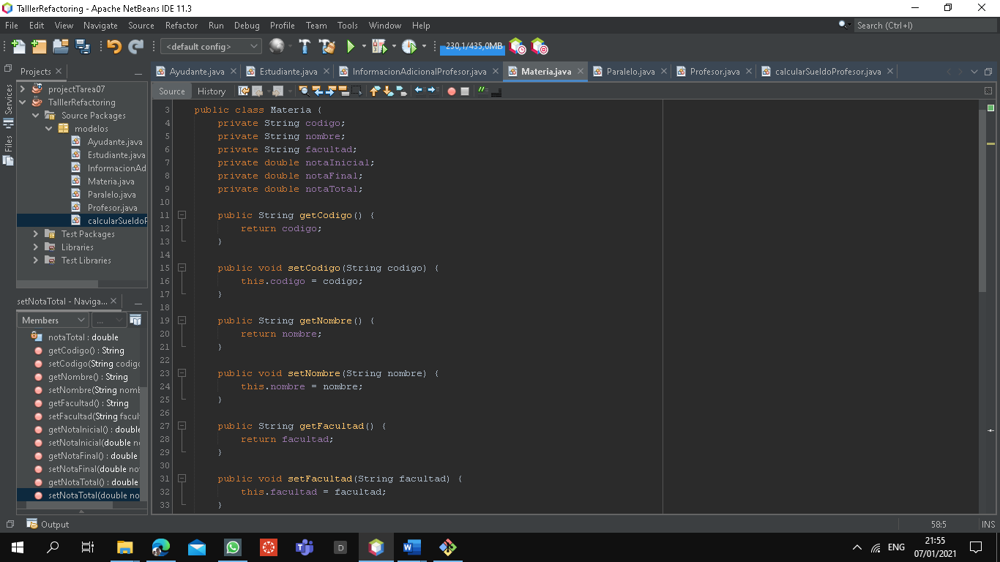 TalllerRefactoring - Apache NetBeans IDE 11.3
File Edit View Navigate Source Refactor Run Debug Profile Team Tools Window Help
Search (Ctrl+I)
<default config>
230,1/435,0MB
Projects
Ayudante.java Estudiante.java InformacionAdicionalProfesor.java Materia.java Paralelo.java Profesor.java calcularSueldoProfesor.java
Source History
Services
Files
projectTarea07
TalllerRefactoring
Source Packages
modelos
Ayudante.java
Estudiante.java
InformacionAd
Materia.java
Paralelo.java
Profesor.java
calcularSueldoP
Test Packages
Libraries
Test Libraries
setNotaTotal - Naviga...
Members ...
notaTotal : double
getCodigo() : String
setCodigo(String codigo
getNombre() : String
setNombre(String nomb
getFacultad() : String
setFacultad(String facul
getNotaInicial() : double
setNotaInicial(double no
getNotaFinal() : double
setNotaFinal(double not
getNotaTotal() : double
setNotaTotal(double no
3 public class Materia {
4 private String codigo;
5 private String nombre;
6 private String facultad;
7 private double notaInicial;
8 private double notaFinal;
9 private double notaTotal;
10
11 public String getCodigo() {
12 return codigo;
13 }
14
15 public void setCodigo(String codigo) {
16 this.codigo = codigo;
17 }
18
19 public String getNombre() {
20 return nombre;
21 }
22
23 public void setNombre(String nombre) {
24 this.nombre = nombre;
25 }
26
27 public String getFacultad() {
28 return facultad;
29 }
30
31 public void setFacultad(String facultad) {
32 this.facultad = facultad;
33 }
Output
58:5 INS
D
ENG
21:55
07/01/2021